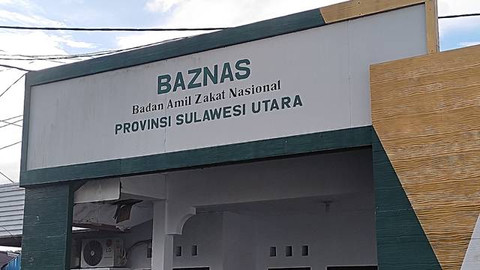 BAZNAS
Badan Amil Zakat Nasional
PROVINSI SULAWESI UTARA